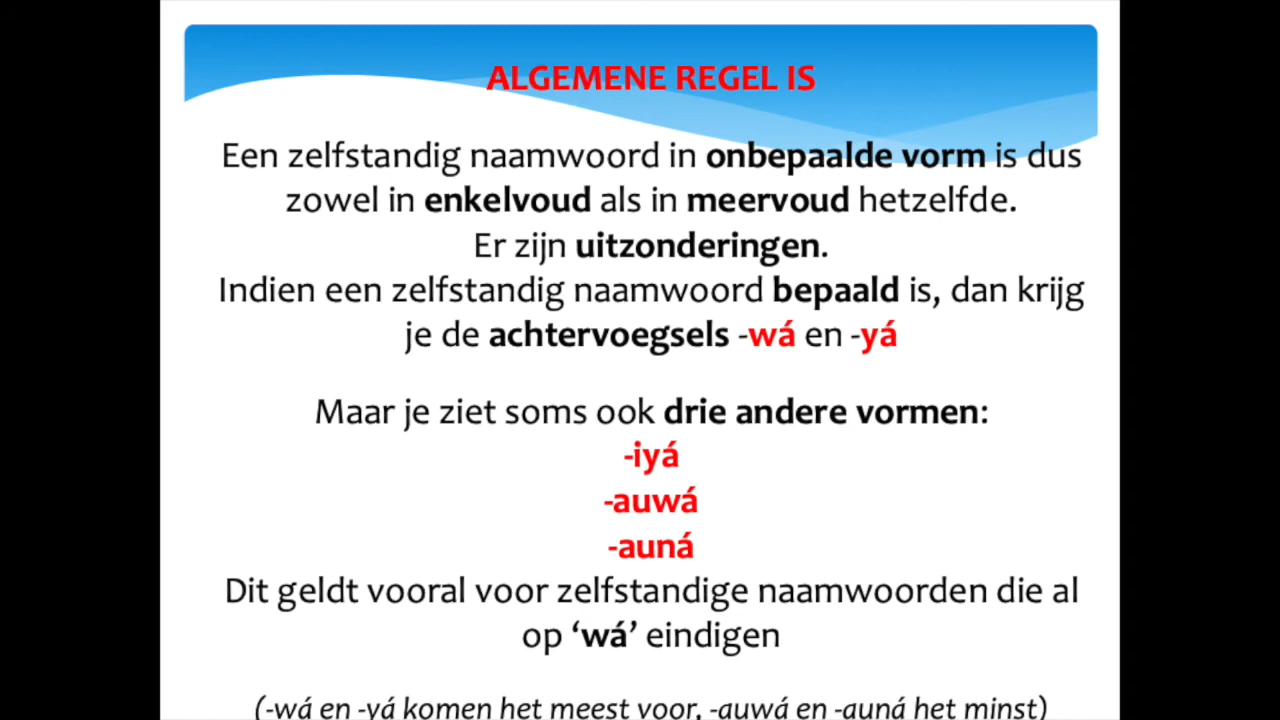 ALGEMENE REGEL IS
Een zelfstandig naamwoord in onbepaalde vorm is dus
zowel in enkelvoud als in meervoud hetzelfde.
Er zijn uitzonderingen.
Indien een zelfstandig naamwoord bepaald is, dan krijg
je de achtervoegsels -wá en -yá
Maar je ziet soms ook drie andere vormen:
-iyá
-auwá
-auná
Dit geldt vooral voor zelfstandige naamwoorden die al
op ‘wá’ eindigen
(-wá en -yá komen het meest voor, -auwá en -auná het minst)